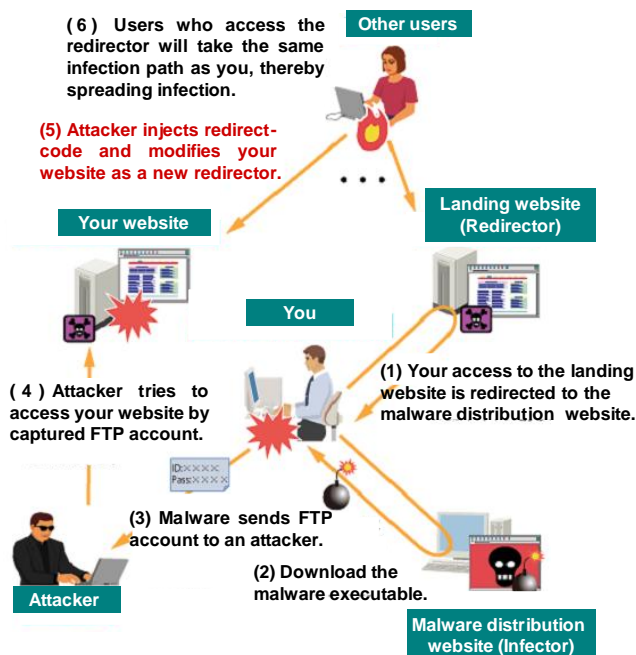 ( 6 ) Users who access the
redirector will take the same
infection path as you, thereby
spreading infection.
Other users
(5) Attacker injects redirect-
code and modifies your
website as a new redirector.
. . .
Your website
Landing website
(Redirector)
You
(1) Your access to the landing
website is redirected to the
malware distribution website.
( 4 ) Attacker tries to
access your website by
captured FTP account.
ID:××××
Pass:××××
(3) Malware sends FTP
account to an attacker.
(2) Download the
malware executable.
Attacker
Malware distribution
website (Infector)